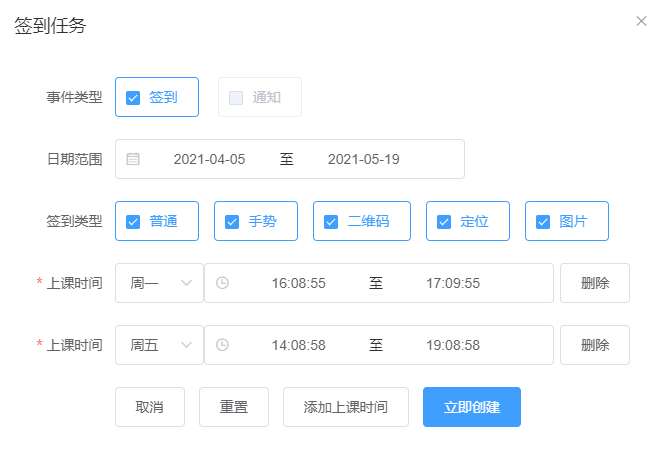 签到任务
事件类型 签到 通知
日期范围 2021-04-05 至 2021-05-19
签到类型 普通 手势 二维码 定位 图片
* 上课时间 周一 16:08:55 至 17:09:55 删除
* 上课时间 周五 14:08:58 至 19:08:58 删除
取消 重置 添加上课时间 立即创建